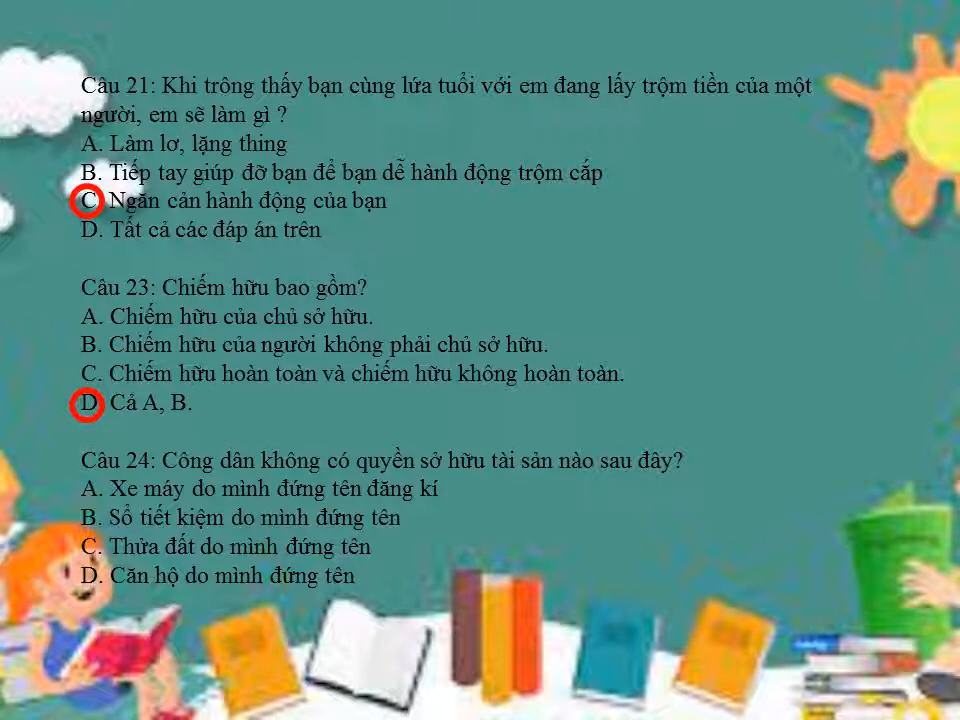 Câu 21: Khi trông thấy bạn cùng lứa tuổi với em đang lấy trộm tiền của một
người, em sẽ làm gì ?
A. Làm lơ, lặng thing
B. Tiếp tay giúp đỡ bạn để bạn dễ hành động trộm cắp
C. Ngăn cản hành động của bạn
D. Tất cả các đáp án trên
Câu 23: Chiếm hữu bao gồm?
A. Chiếm hữu của chủ sở hữu.
B. Chiếm hữu của người không phải chủ sở hữu.
C. Chiếm hữu hoàn toàn và chiếm hữu không hoàn toàn.
D. Cả A, B.
Câu 24: Công dân không có quyền sở hữu tài sản nào sau đây?
A. Xe máy do mình đứng tên đăng kí
B. Sổ tiết kiệm do mình đứng tên
C. Thửa đất do mình đứng tên
D. Căn hộ do mình đứng tên